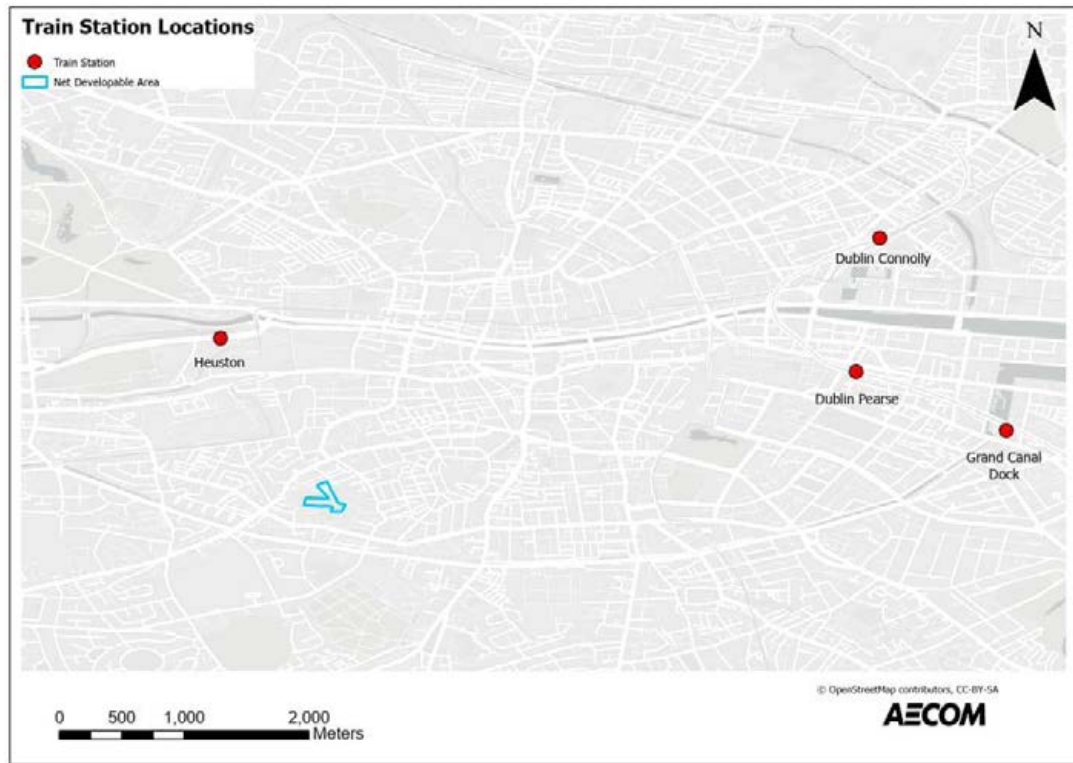 Train Station Locations
Train Station
Net Developable Area
N
Dublin Connolly
Heuston
Dublin Pearse
Grand Canal
Dock
© OpenStreetMap contributors, CC-BY-SA
AECOM
0 500 1,000 2,000
Meters